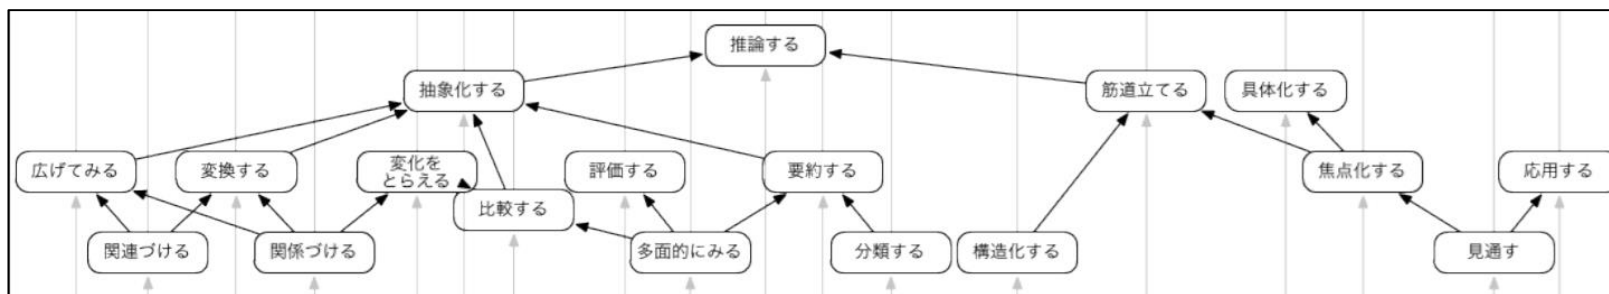 推論する
抽象化する
筋道立てる
具体化する
広げてみる
変換する
変化を
とらえる
評価する
要約する
焦点化する
応用する
比較する
関連づける
関係づける
多面的にみる
分類する
構造化する
見通す